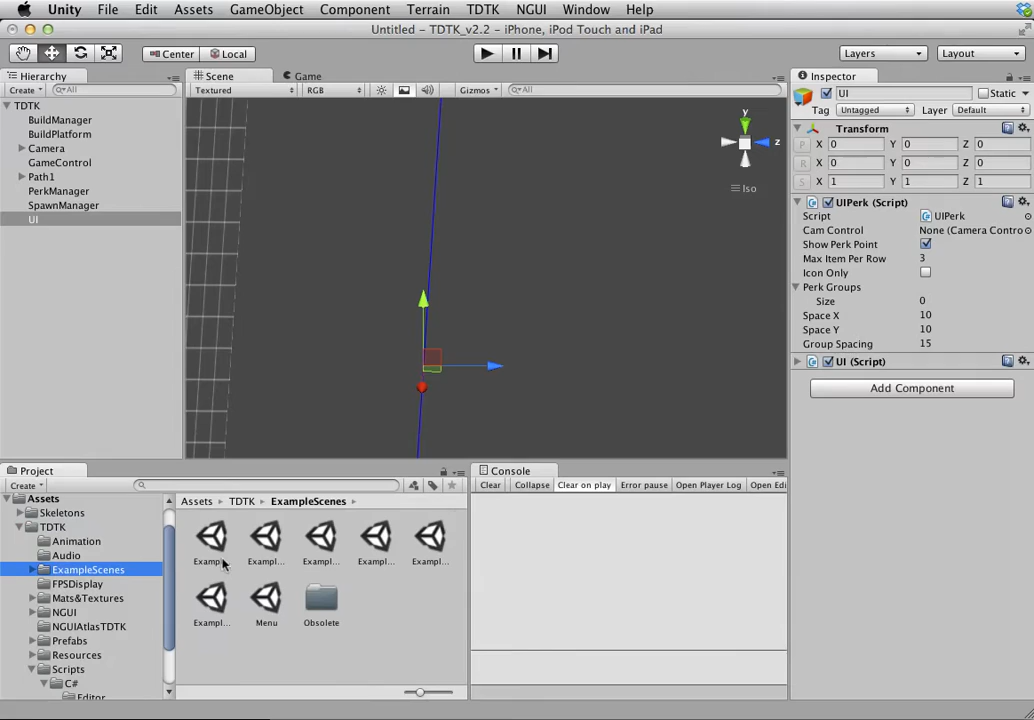 Unity File Edit Assets GameObject Component Terrain TDTK NGUI Window Help
Untitled - TDTK_v2.2 - iPhone, iPod Touch and iPad
Center Local Layers Layout
Hierarchy
Create All
TDTK
BuildManager
BuildPlatform
Camera
GameControl
Path1
PerkManager
SpawnManager
UI
Scene Game
Textured RGB Gizmos All
y
z
Iso
Inspector
UI Static
Tag Untagged Layer Default
Transform
P X 0 Y 0 Z 0
R X 0 Y 0 Z 0
S X 1 Y 1 Z 1
UIPerk (Script)
Script UIPerk
Cam Control None (Camera Contro
Show Perk Point
Max Item Per Row 3
Icon Only
Perk Groups
Size 0
Space X 10
Space Y 10
Group Spacing 15
UI (Script)
Add Component
Project
Create
Assets
Skeletons
TDTK
Animation
Audio
ExampleScenes
FPSDisplay
Mats&Textures
NGUI
NGUIAtlasTDTK
Prefabs
Resources
Scripts
C#
Editor
Assets TDTK ExampleScenes
Exampl... Exampl... Exampl... Exampl... Exampl...
Exampl... Menu Obsolete
Console
Clear Collapse Clear on play Error pause Open Player Log Open Edi